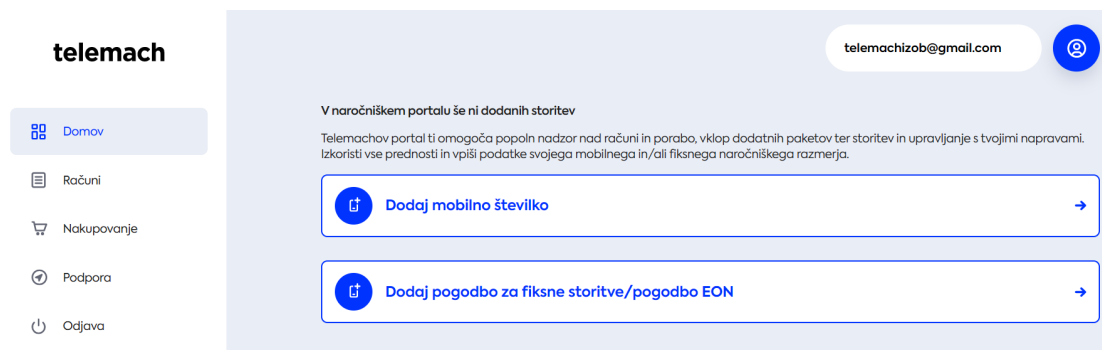 telemach
telemachizob@gmail.com
Domov
Računi
Nakupovanje
Podpora
Odjava
V naročniškem portalu še ni dodanih storitev
Telemachov portal ti omogoča popoln nadzor nad računi in porabo, vklop dodatnih paketov ter storitev in upravljanje s tvojimi napravami.
Izkoristi vse prednosti in vpiši podatke svojega mobilnega in/ali fiksnega naročniškega razmerja.
Dodaj mobilno številko
Dodaj pogodbo za fiksne storitve/pogodbo EON